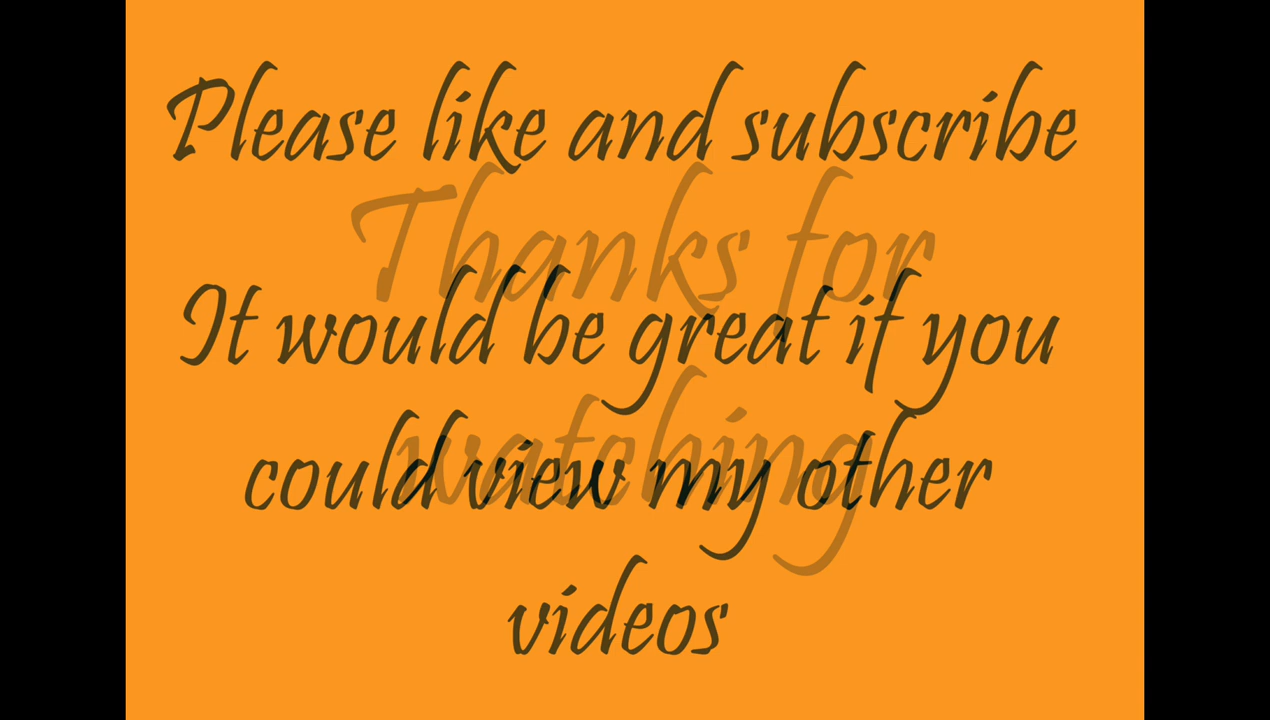 Please like and subscribe
Thanks for
It would be great if you
watching
could view my other
videos